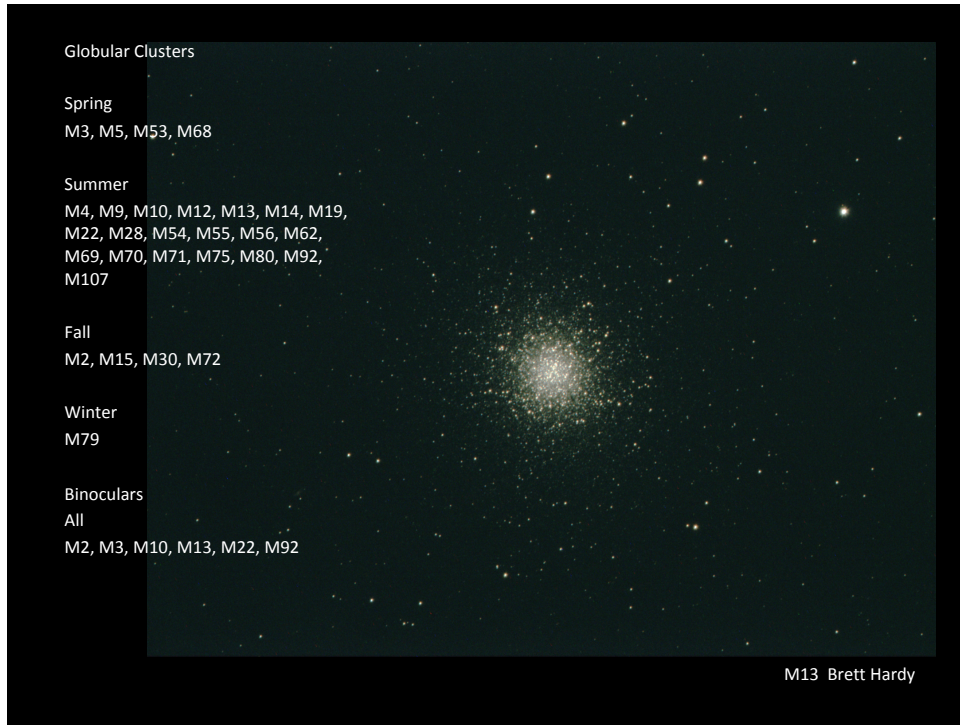 Globular Clusters
Spring
M3, M5, M53, M68
Summer
M4, M9, M10, M12, M13, M14, M19,
M22, M28, M54, M55, M56, M62,
M69, M70, M71, M75, M80, M92,
M107
Fall
M2, M15, M30, M72
Winter
M79
Binoculars
All
M2, M3, M10, M13, M22, M92
M13 Brett Hardy